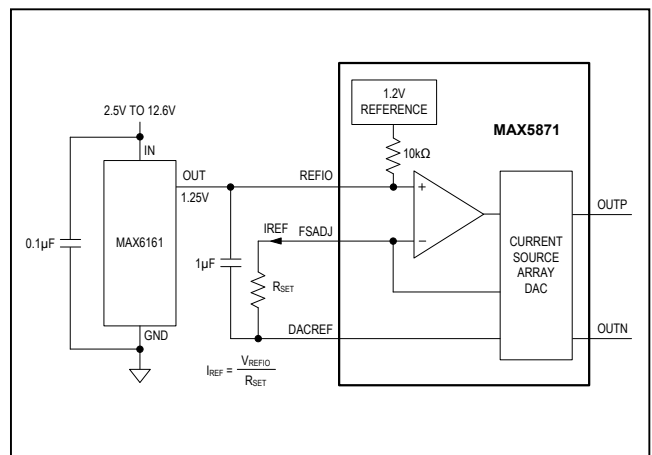 2.5V TO 12.6V
IN
OUT
1.25V
MAX6161
0.1µF
GND
1µF
REFIO
IREF
FSADJ
RSET
DACREF
IREF = VREFIO
RSET
1.2V
REFERENCE
10kΩ
MAX5871
+
−
CURRENT
SOURCE
ARRAY
DAC
OUTP
OUTN